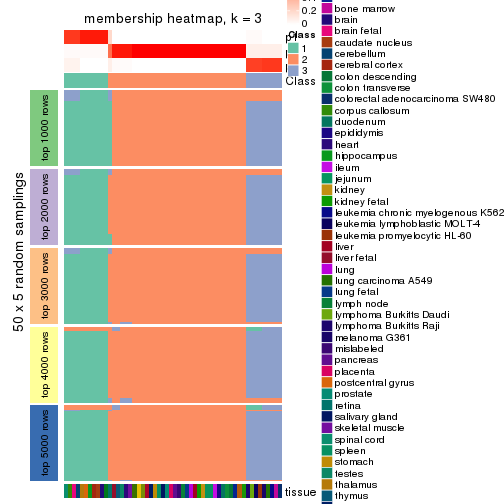 membership heatmap, k = 3
0.2
0
Class
1
2
3
Class
50 x 5 random samplings
top 1000 rows
top 2000 rows
top 3000 rows
top 4000 rows
top 5000 rows
tissue
bone marrow
brain
brain fetal
caudate nucleus
cerebellum
cerebral cortex
colon descending
colon transverse
colorectal adenocarcinoma SW480
corpus callosum
duodenum
epididymis
heart
hippocampus
ileum
jejunum
kidney
kidney fetal
leukemia chronic myelogenous K562
leukemia lymphoblastic MOLT-4
leukemia promyelocytic HL-60
liver
liver fetal
lung
lung carcinoma A549
lung fetal
lymph node
lymphoma Burkitts Daudi
lymphoma Burkitts Raji
melanoma G361
mislabeled
pancreas
placenta
postcentral gyrus
prostate
retina
salivary gland
skeletal muscle
spinal cord
spleen
stomach
testes
thalamus
thymus